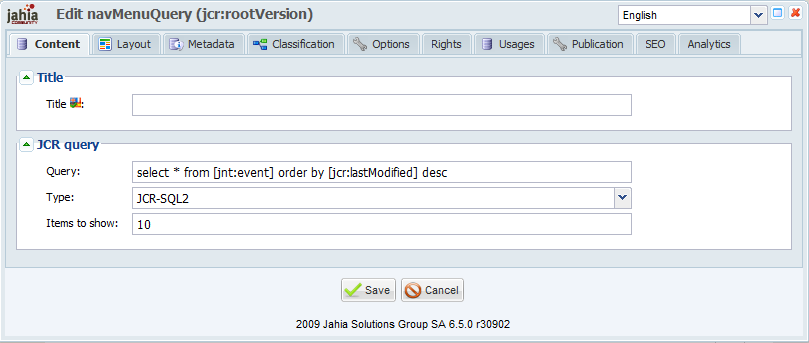 jahia Edit navMenuQuery (jcr:rootVersion) English
COMMUNITY
Content Layout Metadata Classification Options Rights Usages Publication SEO Analytics
Title
Title :
JCR query
Query: select * from [jnt:event] order by [jcr:lastModified] desc
Type: JCR-SQL2
Items to show: 10
Save Cancel
2009 Jahia Solutions Group SA 6.5.0 r30902